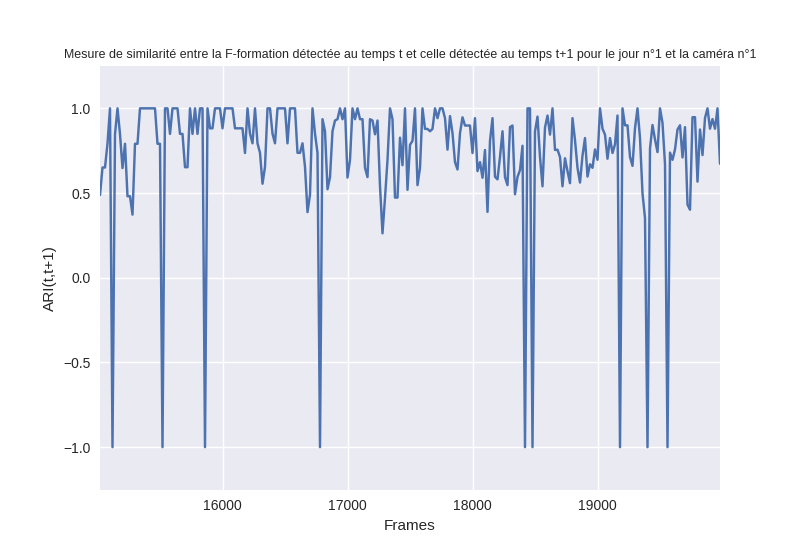 Mesure de similarité entre la F-formation détectée au temps t et celle détectée au temps t+1 pour le jour n°1 et la caméra n°1
1.0
0.5
0.0
−0.5
−1.0
ARI(t,t+1)
16000 17000 18000 19000
Frames